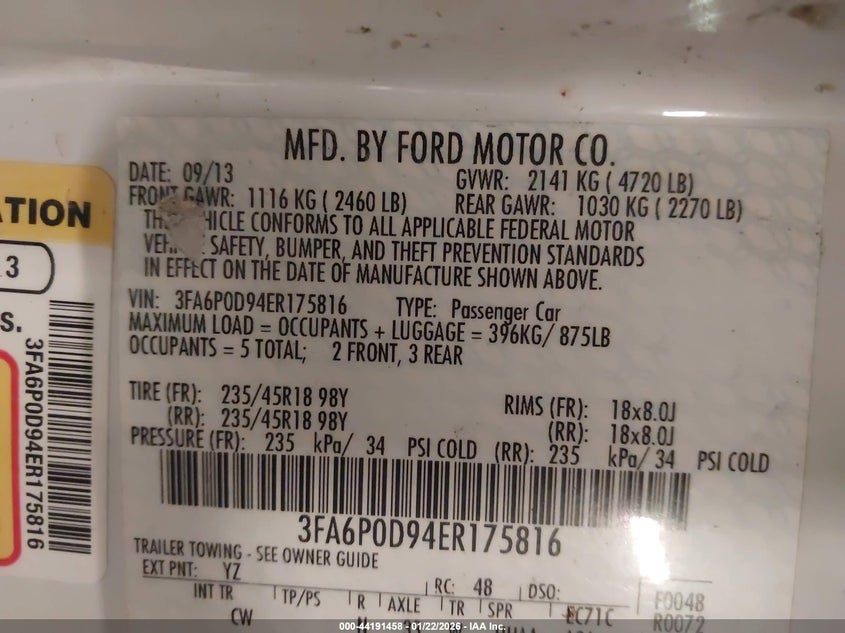 MFD. BY FORD MOTOR CO.
DATE: 09/13 GVWR: 2141 KG ( 4720 LB)
FRONT GAWR: 1116 KG ( 2460 LB) REAR GAWR: 1030 KG ( 2270 LB)
THIS VEHICLE CONFORMS TO ALL APPLICABLE FEDERAL MOTOR
VEHICLE SAFETY, BUMPER, AND THEFT PREVENTION STANDARDS
IN EFFECT ON THE DATE OF MANUFACTURE SHOWN ABOVE.
VIN: 3FA6P0D94ER175816 TYPE: Passenger Car
MAXIMUM LOAD = OCCUPANTS + LUGGAGE = 396KG/ 875LB
OCCUPANTS = 5 TOTAL; 2 FRONT, 3 REAR
TIRE (FR): 235/45R18 98Y RIMS (FR): 18x8.0J
(RR): 235/45R18 98Y (RR): 18x8.0J
PRESSURE (FR): 235 kPa/ 34 PSI COLD (RR): 235 kPa/ 34 PSI COLD
3FA6P0D94ER175816
TRAILER TOWING - SEE OWNER GUIDE
EXT PNT: YZ RC: 48 DSO: F0048
INT TR TP/PS R AXLE TR SPR EC71C R0072
CW
ATION
3
S.
3FA6P0D94ER175816
000-44191458 - 01/22/2026 - IAA Inc.